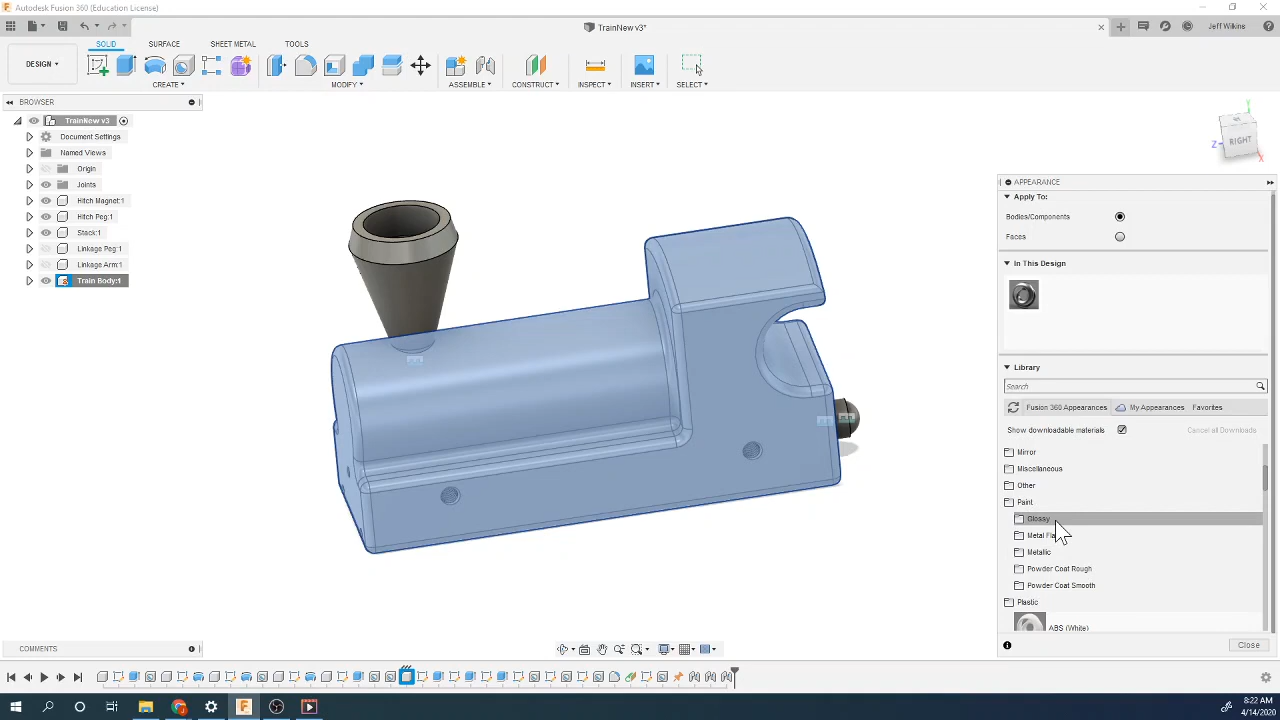 Autodesk Fusion 360 (Education License)
TrainNew v3*
Jeff Wilkins
SOLID SURFACE SHEET METAL TOOLS
DESIGN
CREATE MODIFY ASSEMBLE CONSTRUCT INSPECT INSERT SELECT
BROWSER
TrainNew v3
Document Settings
Named Views
Origin
Joints
Hitch Magnet:1
Hitch Peg:1
Stack:1
Linkage Peg:1
Linkage Arm:1
Train Body:1
Y
Z
X
RIGHT
APPEARANCE
Apply To:
Bodies/Components
Faces
In This Design
Library
Search
Fusion 360 Appearances My Appearances Favorites
Show downloadable materials Cancel all Downloads
Mirror
Miscellaneous
Other
Paint
Glossy
Metal Fla
Metallic
Powder Coat Rough
Powder Coat Smooth
Plastic
ABS (White)
Close
COMMENTS
8:22 AM
4/14/2020